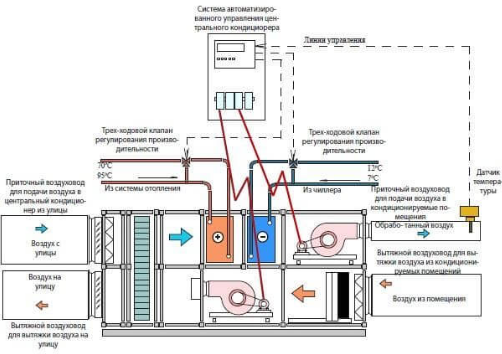 Система автоматизиро-
ванного управления цен-
трального кондиционера
Линии управления
Трех-ходовой клапан
регулирования произво-
дительности
Трех-ходовой клапан
регулирования произво-
дительности
70°C
95°C
Из системы отопления
12°C
7°C
Из чиллера
Датчик
темпера
туры
Приточный воздуховод
для подачи воздуха в
центральный кондицио-
нер из улицы
Приточный воздуховод
для подачи воздуха в
кондиционируемые по-
мещения
Обрабо- танный воздух
Воздух с
улицы
Вытяжной воздуховод для вы-
тяжки воздуха из кондициони-
руемых помещений
Воздух на
улицу
Воздух из помещения
Вытяжной воздуховод
для вытяжки воздуха на
улицу